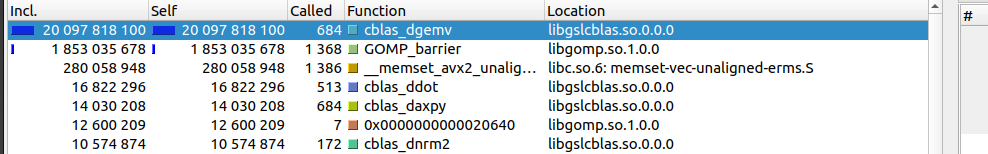 Incl. Self Called Function Location #
20 097 818 100 20 097 818 100 684 cblas_dgemv libgslcblas.so.0.0.0
1 853 035 678 1 853 035 678 1 368 GOMP_barrier libgomp.so.1.0.0
280 058 948 280 058 948 1 386 __memset_avx2_unalig... libc.so.6: memset-vec-unaligned-erms.S
16 822 296 16 822 296 513 cblas_ddot libgslcblas.so.0.0.0
14 030 208 14 030 208 684 cblas_daxpy libgslcblas.so.0.0.0
12 600 209 12 600 209 7 0x0000000000020640 libgomp.so.1.0.0
10 574 874 10 574 874 172 cblas_dnrm2 libgslcblas.so.0.0.0